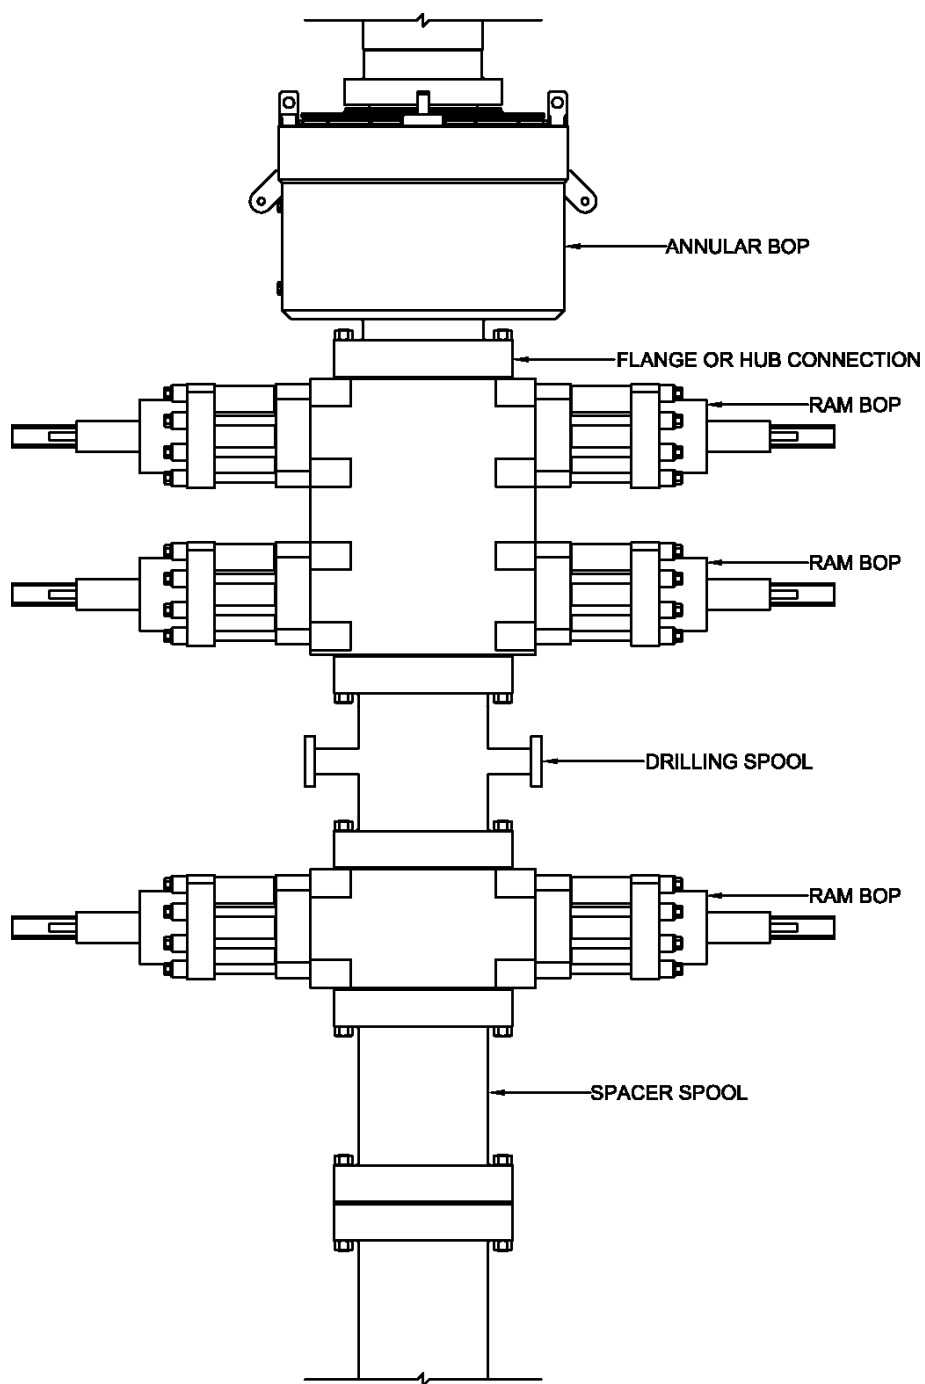 ANNULAR BOP
FLANGE OR HUB CONNECTION
RAM BOP
RAM BOP
DRILLING SPOOL
RAM BOP
SPACER SPOOL